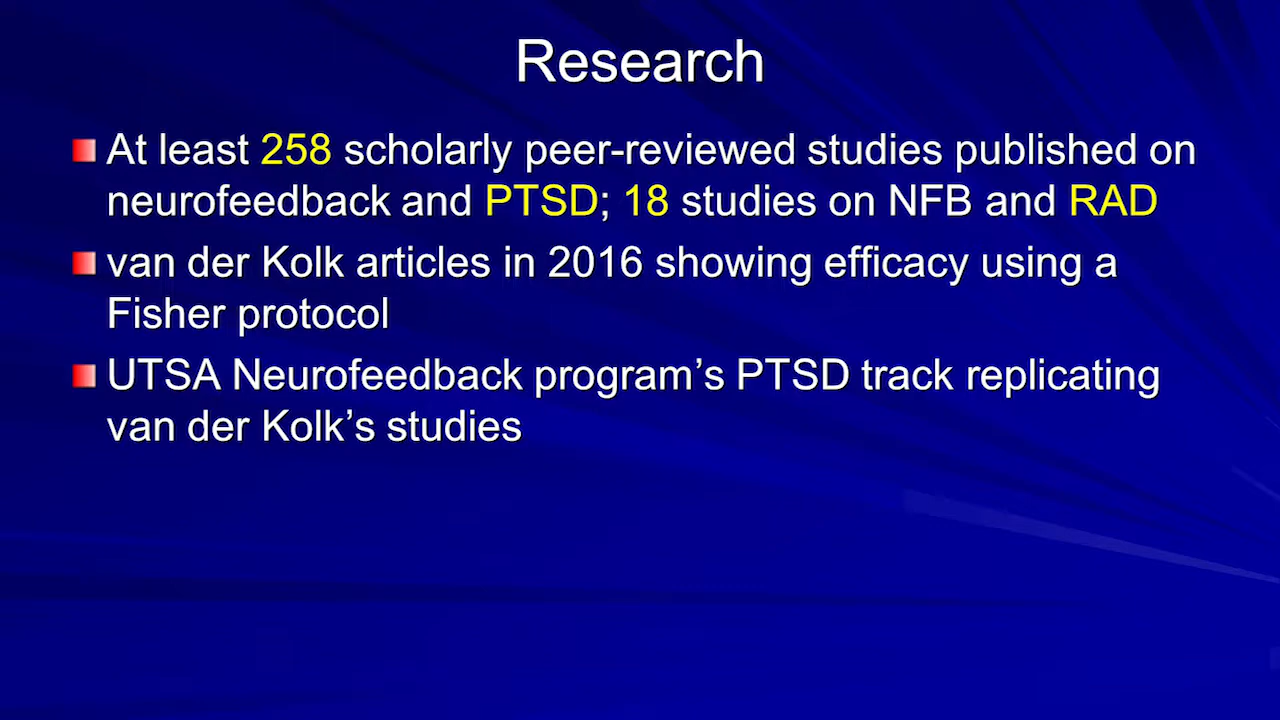 Research
At least 258 scholarly peer-reviewed studies published on
neurofeedback and PTSD; 18 studies on NFB and RAD
van der Kolk articles in 2016 showing efficacy using a
Fisher protocol
UTSA Neurofeedback program’s PTSD track replicating
van der Kolk’s studies